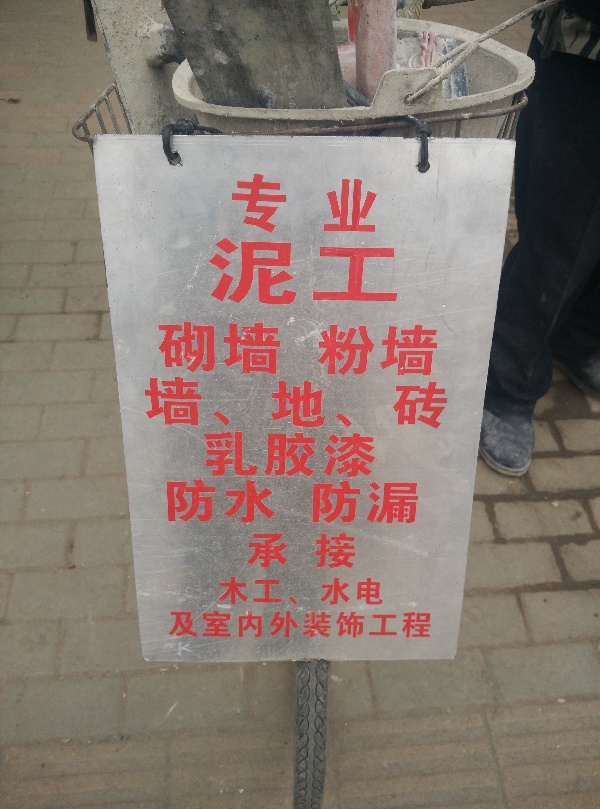 专 业
泥工
砌墙 粉墙
墙、地、砖
乳胶漆
防水 防漏
承 接
木工、水电
及室内外装饰工程